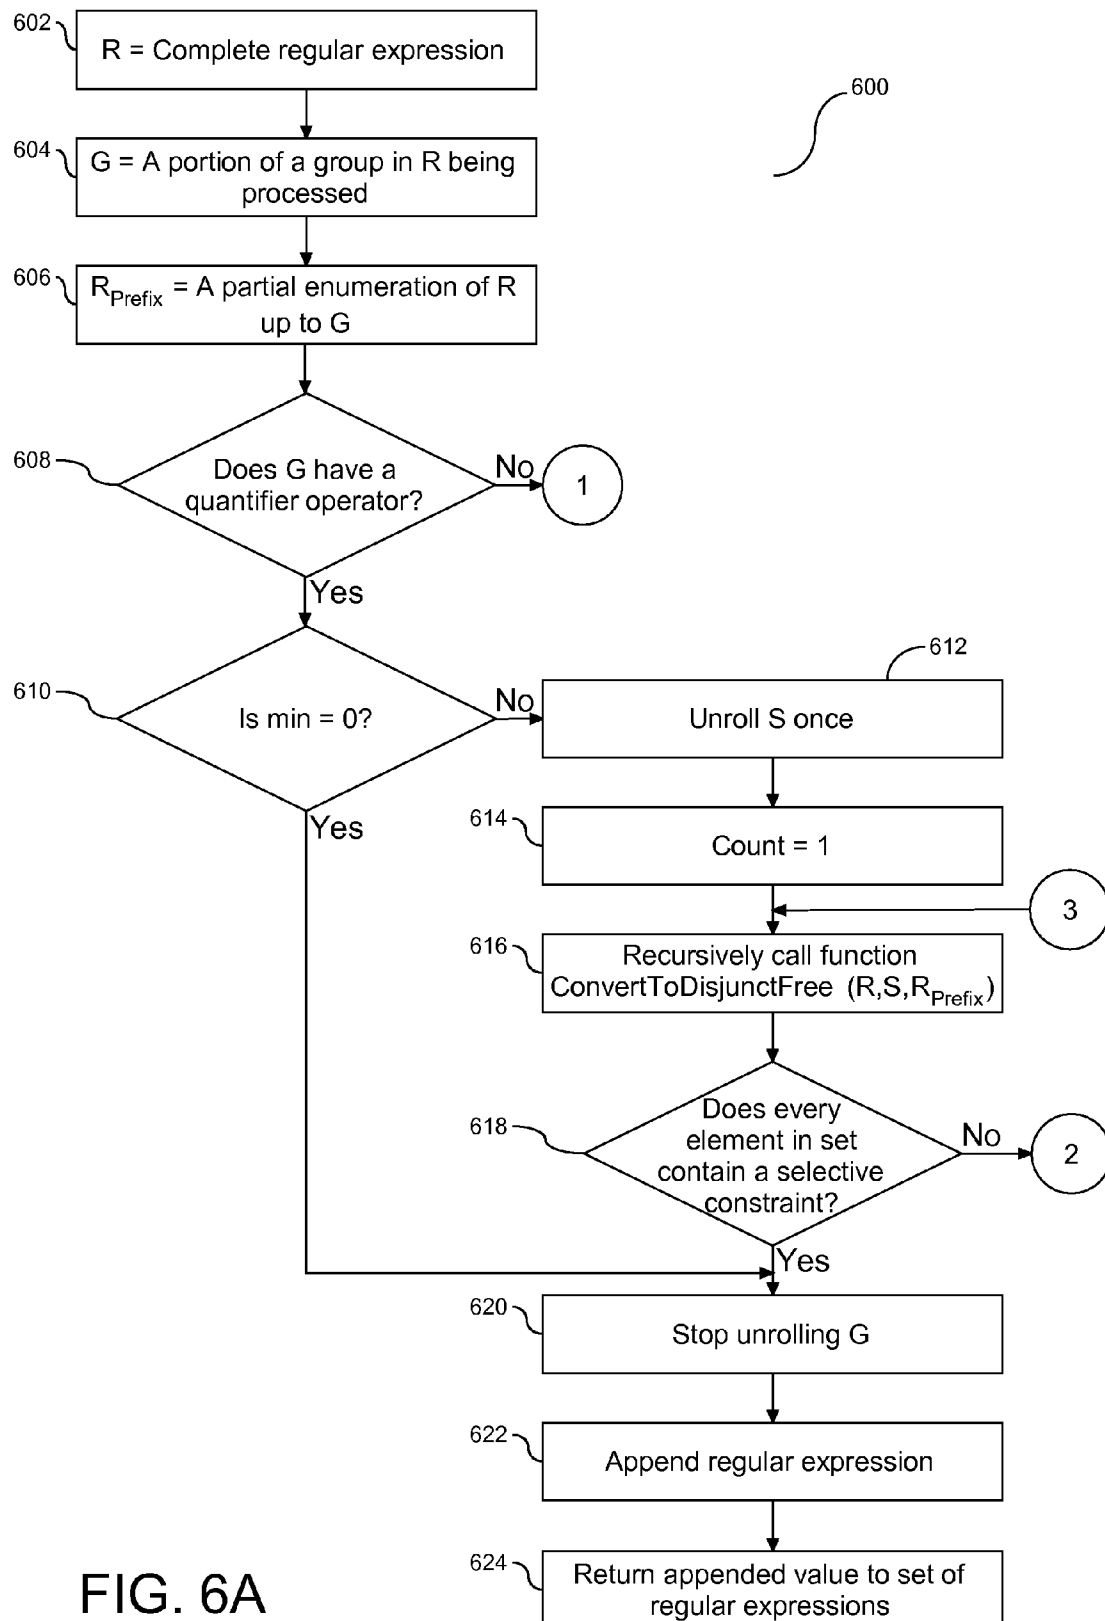 602
R = Complete regular expression
600
604
G = A portion of a group in R being
processed
606
R_Prefix = A partial enumeration of R
up to G
608
Does G have a
quantifier operator?
No
1
Yes
610
Is min = 0?
No
612
Unroll S once
Yes
614
Count = 1
3
616
Recursively call function
ConvertToDisjunctFree (R,S,R_Prefix)
618
Does every
element in set
contain a selective
constraint?
No
2
Yes
620
Stop unrolling G
622
Append regular expression
624
Return appended value to set of
regular expressions
FIG. 6A